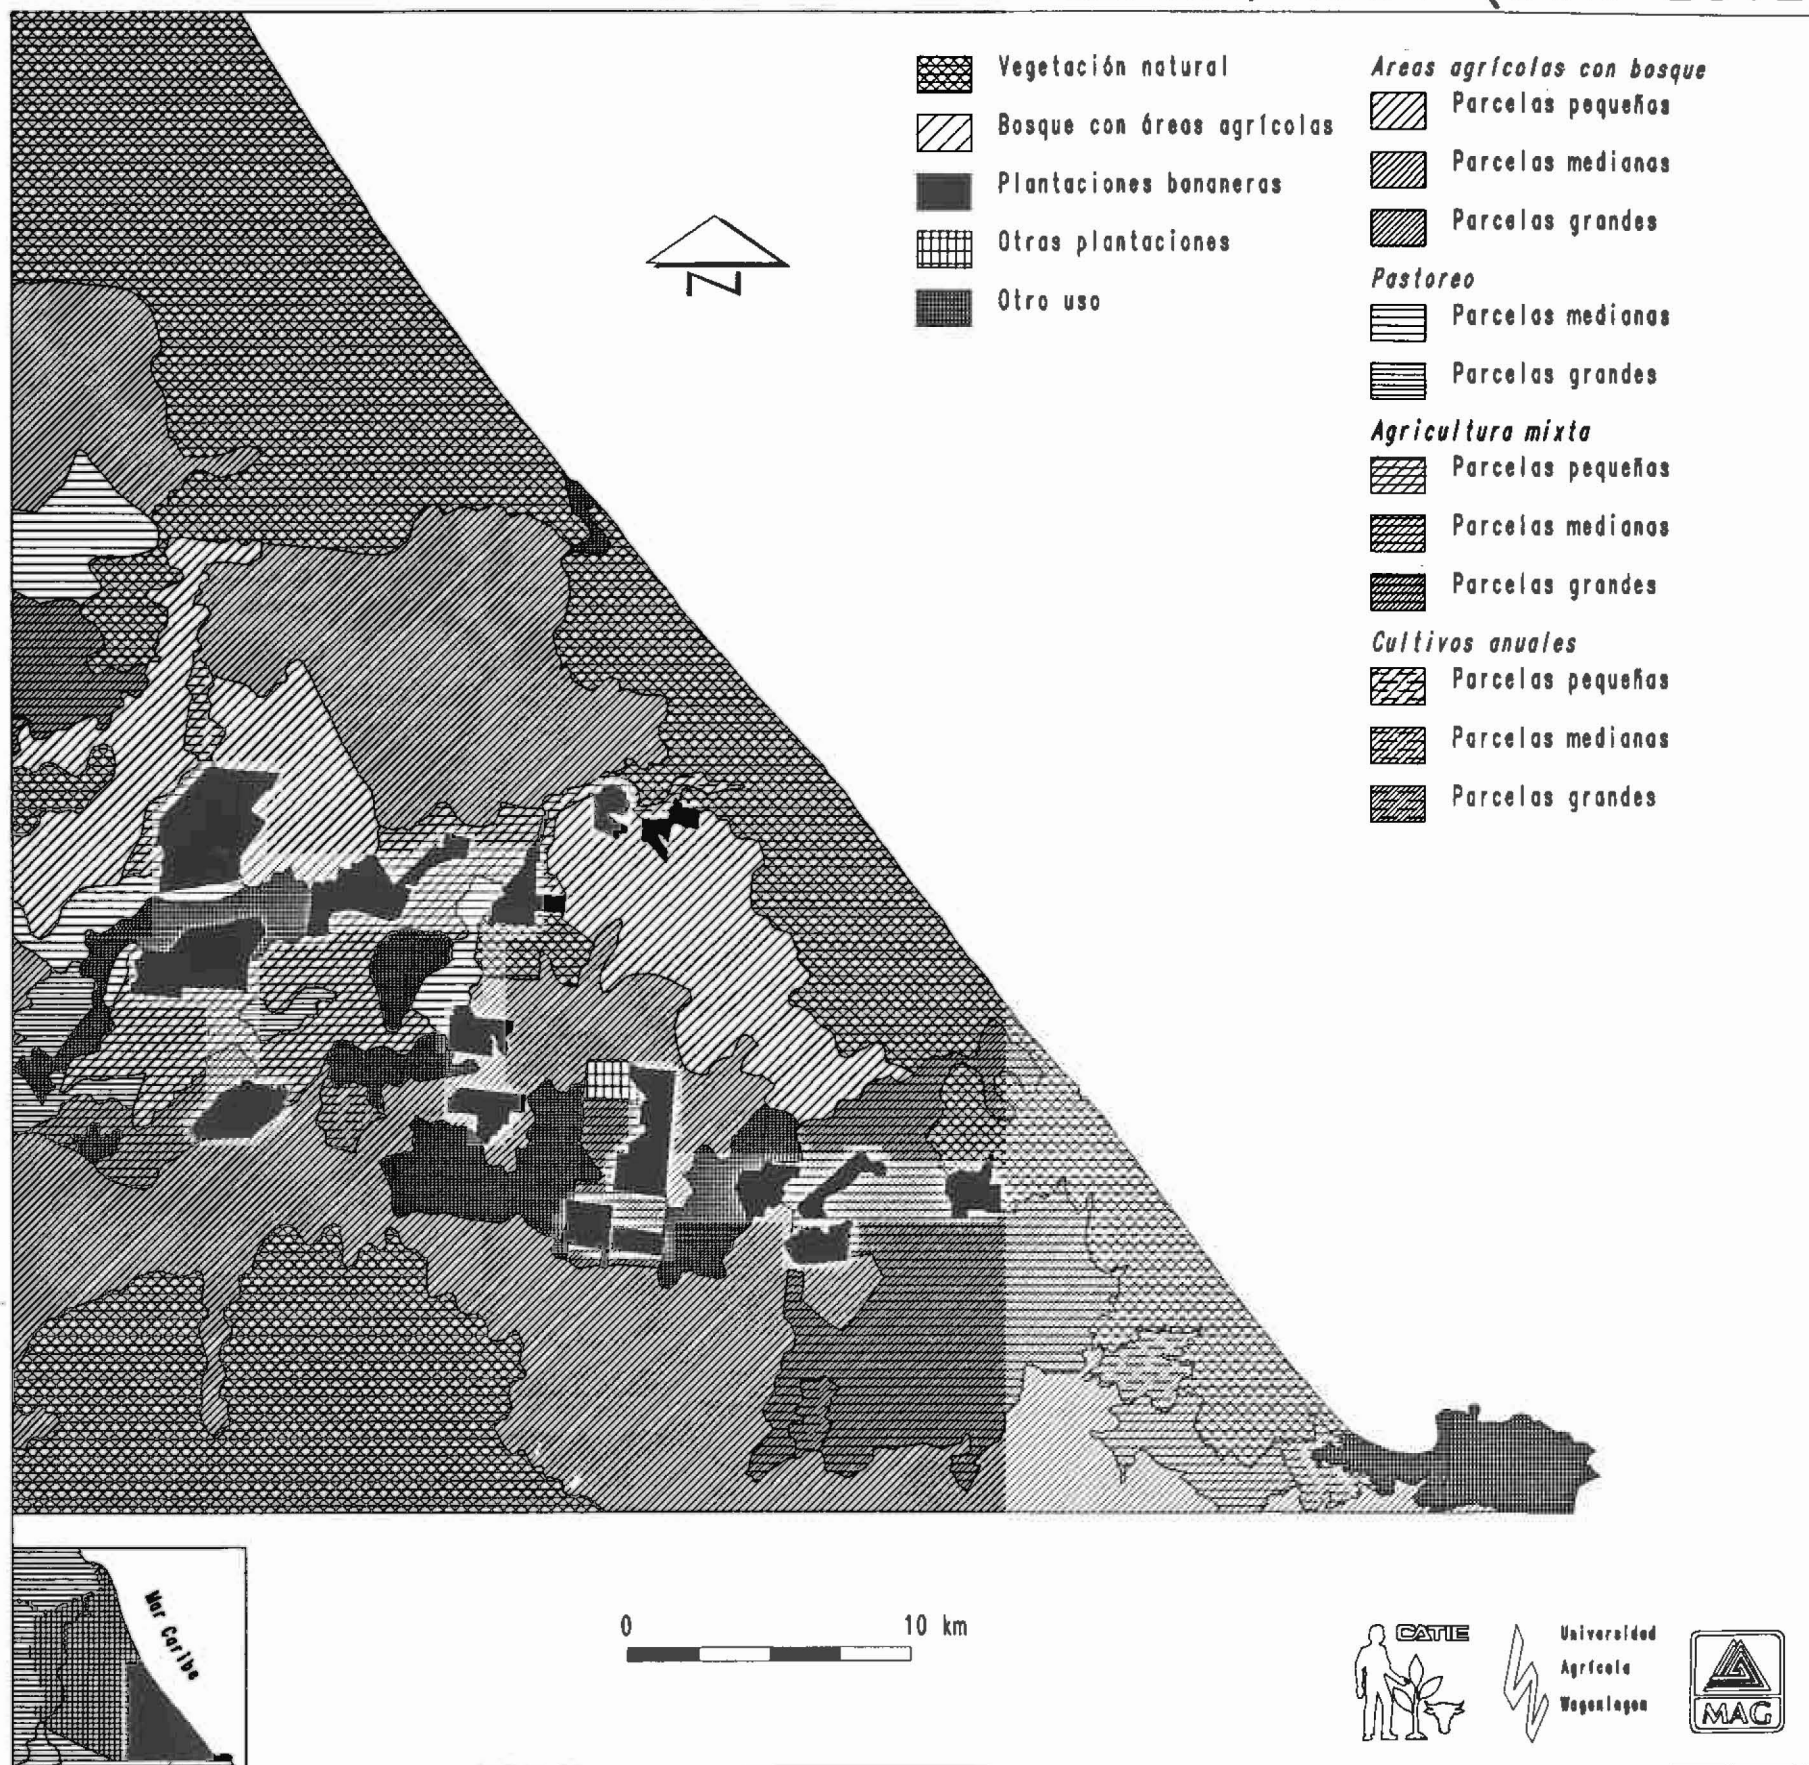 Vegetación natural
Bosque con áreas agrícolas
Plantaciones bananeras
Otras plantaciones
Otro uso
Areas agrícolas con bosque
Parcelas pequeñas
Parcelas medianas
Parcelas grandes
Pastoreo
Parcelas medianas
Parcelas grandes
Agricultura mixta
Parcelas pequeñas
Parcelas medianas
Parcelas grandes
Cultivos anuales
Parcelas pequeñas
Parcelas medianas
Parcelas grandes
N
Mar Caribe
0 10 km
CATIE
Universidad
Agrícola
Wageningen
MAG